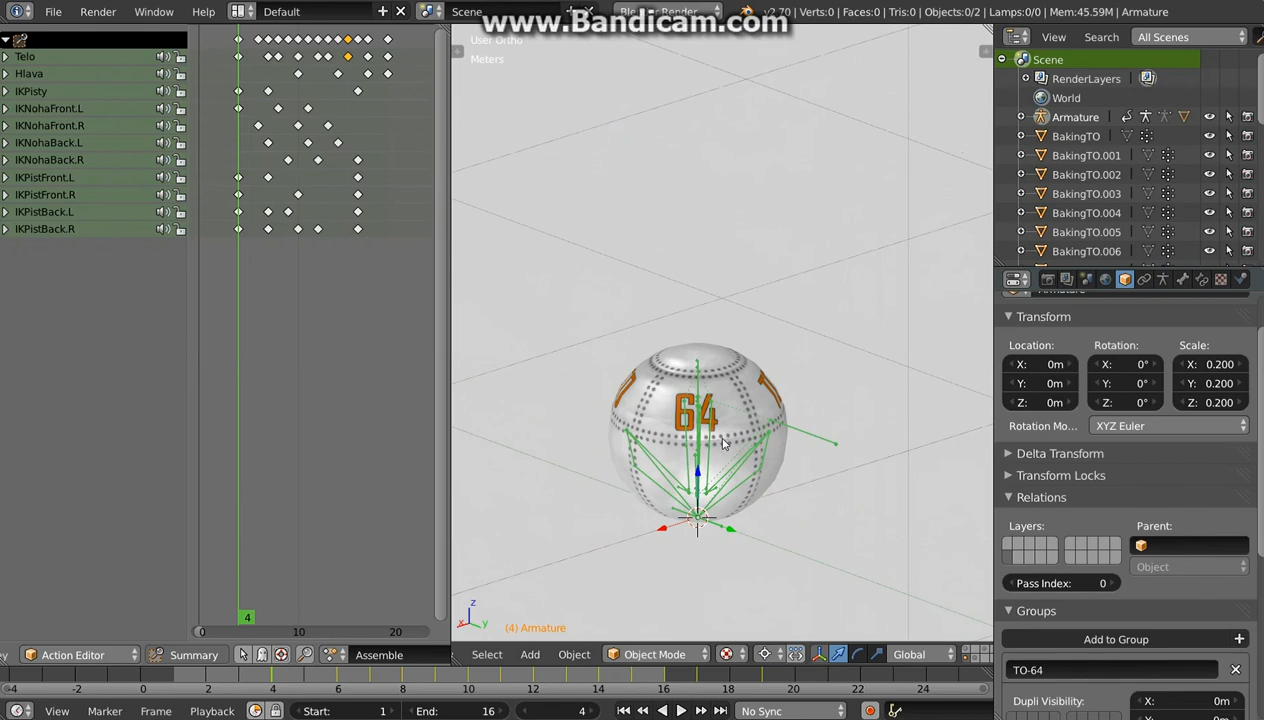 www.Bandicam.com
File Render Window Help Default Scene Blender Render v2.70 | Verts:0 | Faces:0 | Tris:0 | Objects:0/2 | Lamps:0/0 | Mem:45.59M | Armature
View Search All Scenes
User Ortho
Meters
Telo
Hlava
IKPisty
IKNohaFront.L
IKNohaFront.R
IKNohaBack.L
IKNohaBack.R
IKPistFront.L
IKPistFront.R
IKPistBack.L
IKPistBack.R
Scene
RenderLayers
World
Armature
BakingTO
BakingTO.001
BakingTO.002
BakingTO.003
BakingTO.004
BakingTO.005
BakingTO.006
64
Transform
Location: Rotation: Scale:
X: 0m X: 0° X: 0.200
Y: 0m Y: 0° Y: 0.200
Z: 0m Z: 0° Z: 0.200
Rotation Mo... XYZ Euler
Delta Transform
Transform Locks
Relations
Layers: Parent:
Object
Pass Index: 0
Groups
Add to Group
TO-64
Dupli Visibility: X: 0m
Y: 0m
z
x y
(4) Armature
4
0 10 20
Action Editor Summary Assemble
Select Add Object Object Mode Global
-4 -2 0 2 4 6 8 10 12 14 16 18 20 22 24
View Marker Frame Playback Start: 1 End: 16 4 No Sync